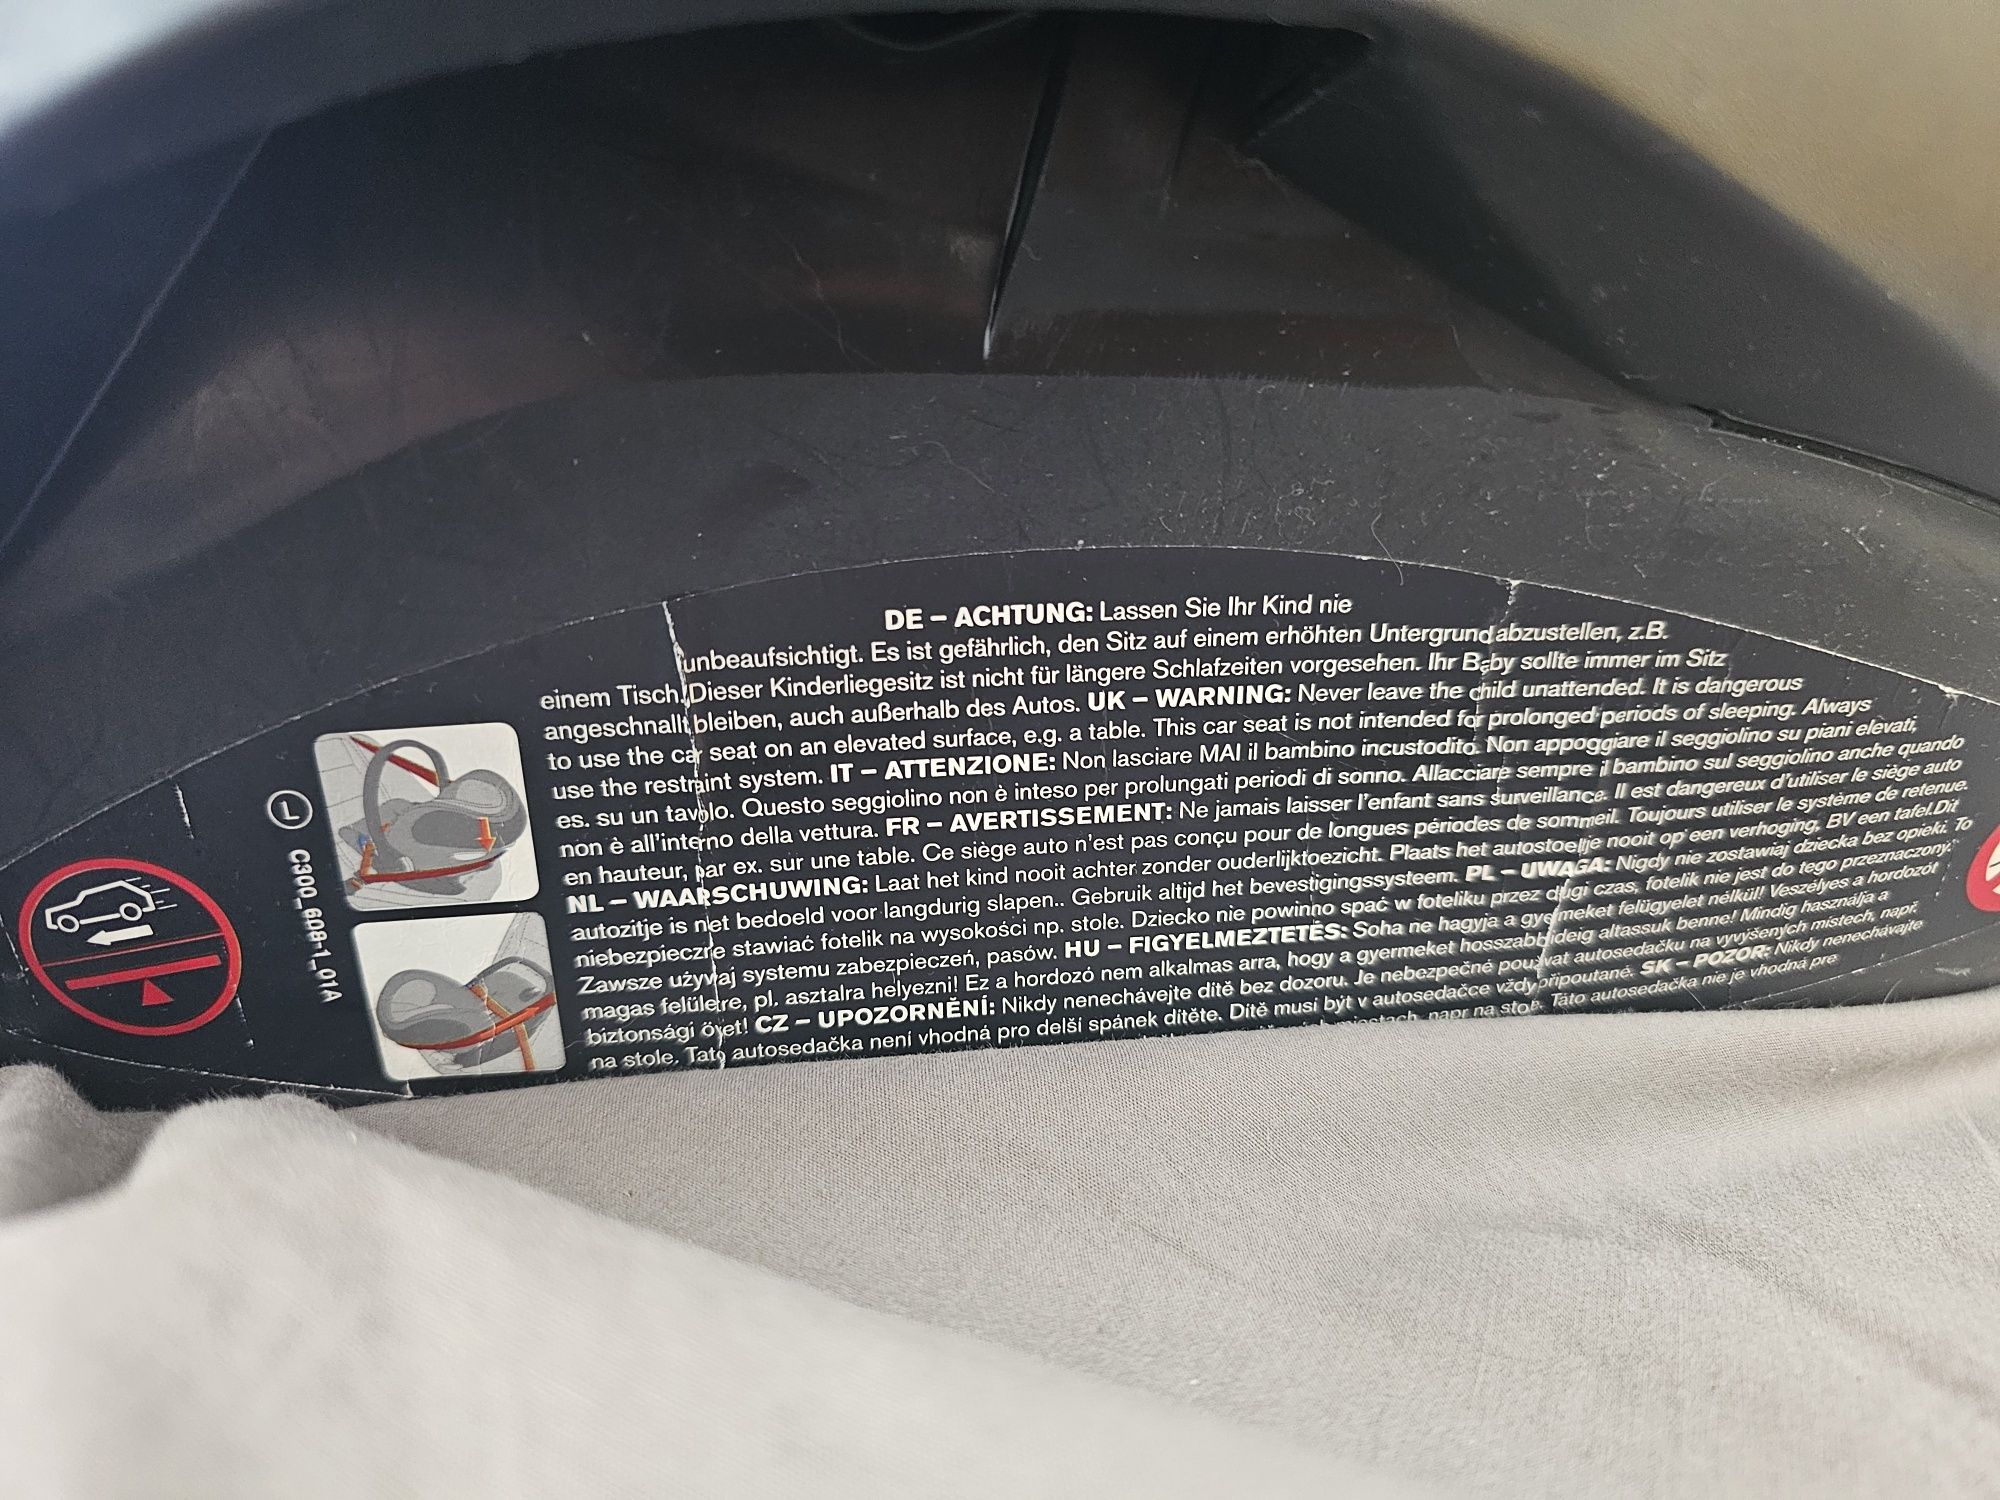 DE – ACHTUNG: Lassen Sie Ihr Kind nie
unbeaufsichtigt. Es ist gefährlich, den Sitz auf einem erhöhten Untergrund abzustellen, z.B.
einem Tisch. Dieser Kinderliegesitz ist nicht für längere Schlafzeiten vorgesehen. Ihr Baby sollte immer im Sitz
angeschnallt bleiben, auch außerhalb des Autos. UK – WARNING: Never leave the child unattended. It is dangerous
to use the car seat on an elevated surface, e.g. a table. This car seat is not intended for prolonged periods of sleeping. Always
use the restraint system. IT – ATTENZIONE: Non lasciare MAI il bambino incustodito. Non appoggiare il seggiolino su piani elevati,
es. su un tavolo. Questo seggiolino non è inteso per prolungati periodi di sonno. Allacciare sempre il bambino sul seggiolino anche quando
non è all'interno della vettura. FR – AVERTISSEMENT: Ne jamais laisser l'enfant sans surveillance. Il est dangereux d'utiliser le siège auto
en hauteur, par ex. sur une table. Ce siège auto n'est pas conçu pour de longues périodes de sommeil. Toujours utiliser le système de retenue.
NL – WAARSCHUWING: Laat het kind nooit achter zonder ouderlijktoezicht. Plaats het autostoeltje nooit op een verhoging, BV een tafel.Dit
autozitje is niet bedoeld voor langdurig slapen.. Gebruik altijd het bevestigingssysteem. PL – UWAGA: Nigdy nie zostawiaj dziecka bez opieki. To
niebezpieczne stawiać fotelik na wysokości np. stole. Dziecko nie powinno spać w foteliku przez długi czas, fotelik nie jest do tego przeznaczony.
Zawsze używaj systemu zabezpieczeń, pasów. HU – FIGYELMEZTETÉS: Soha ne hagyja a gyermeket felügyelet nélkül! Veszélyes a hordozót
magas felületre, pl. asztalra helyezni! Ez a hordozó nem alkalmas arra, hogy a gyermeket hosszabb ideig altassuk benne! Mindig használja a
biztonsági övet! CZ – UPOZORNĚNÍ: Nikdy nenechávejte dítě bez dozoru. Je nebezpečné používat autosedačku na vyvýšených místech, např.
na stole. Tato autosedačka není vhodná pro delší spánek dítěte. Dítě musí být v autosedačce vždy připoutané. SK – POZOR: Nikdy nenechávajte
miestach, napr na stole. Táto autosedačka nie je vhodná pre
L
C300_608-1_01A